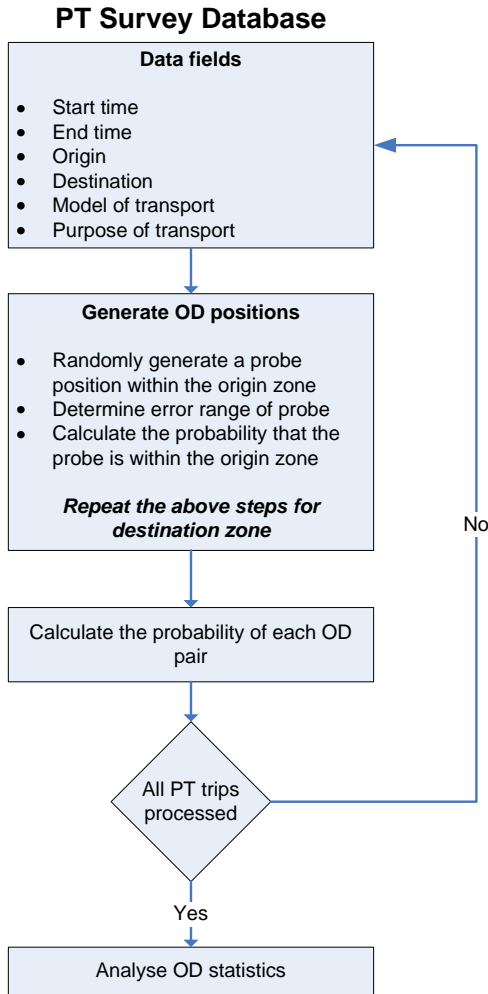 PT Survey Database
Data fields
• Start time
• End time
• Origin
• Destination
• Model of transport
• Purpose of transport
Generate OD positions
• Randomly generate a probe
position within the origin zone
• Determine error range of probe
• Calculate the probability that the
probe is within the origin zone
Repeat the above steps for
destination zone
No
Calculate the probability of each OD
pair
All PT trips
processed
Yes
Analyse OD statistics